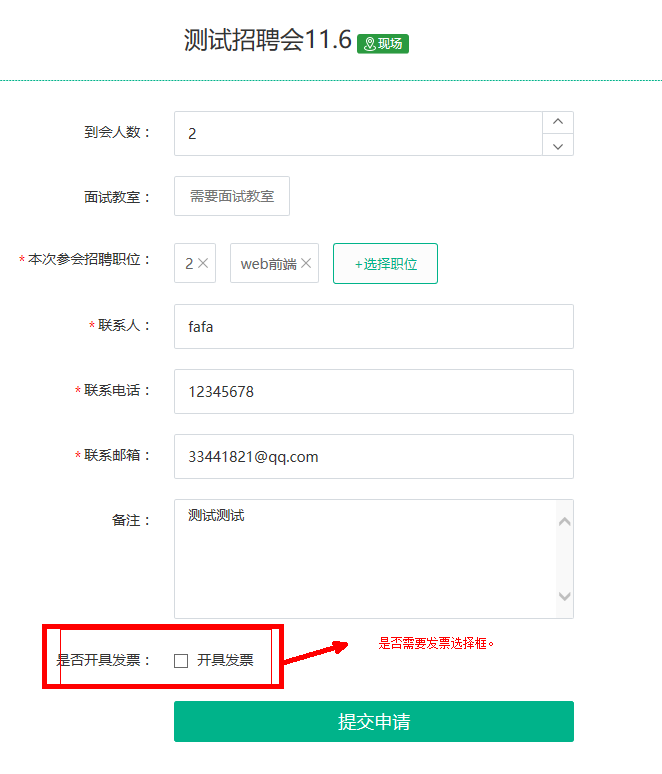 测试招聘会11.6 现场
到会人数： 2
面试教室： 需要面试教室
*本次参会招聘职位： 2 web前端 +选择职位
*联系人： fafa
*联系电话： 12345678
*联系邮箱： 33441821@qq.com
备注： 测试测试
是否需要发票选择框。
是否开具发票： 开具发票
提交申请